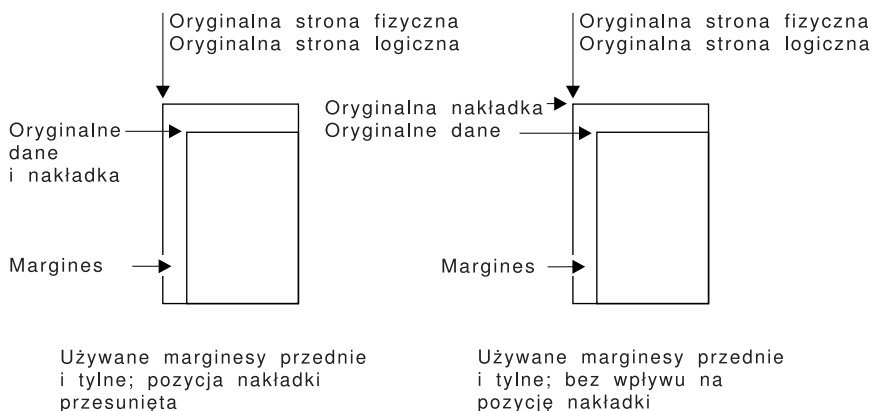 Oryginalna strona fizyczna
Oryginalna strona logiczna
Oryginalne
dane
i nakładka
Margines
Używane marginesy przednie
i tylne; pozycja nakładki
przesunięta
Oryginalna strona fizyczna
Oryginalna strona logiczna
Oryginalna nakładka
Oryginalne dane
Margines
Używane marginesy przednie
i tylne; bez wpływu na
pozycję nakładki